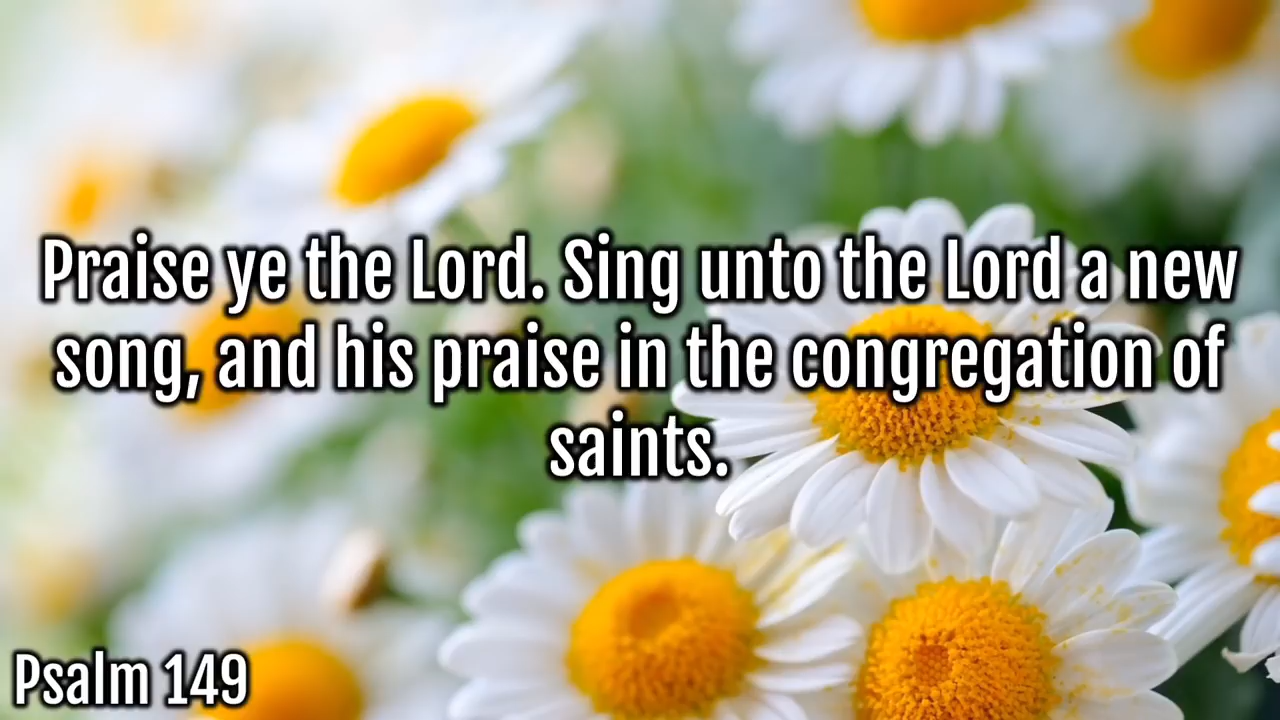 Praise ye the Lord. Sing unto the Lord a new
song, and his praise in the congregation of
saints.
Psalm 149